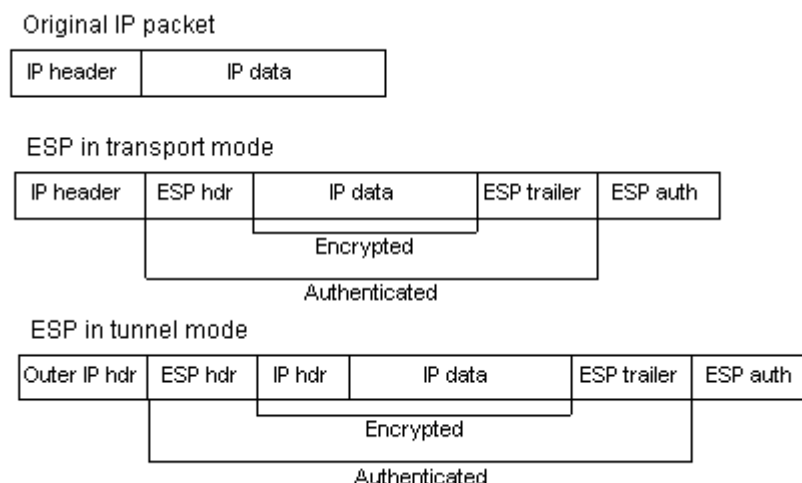 Original IP packet
IP header IP data
ESP in transport mode
IP header ESP hdr IP data ESP trailer ESP auth
Encrypted
Authenticated
ESP in tunnel mode
Outer IP hdr ESP hdr IP hdr IP data ESP trailer ESP auth
Encrypted
Authenticated